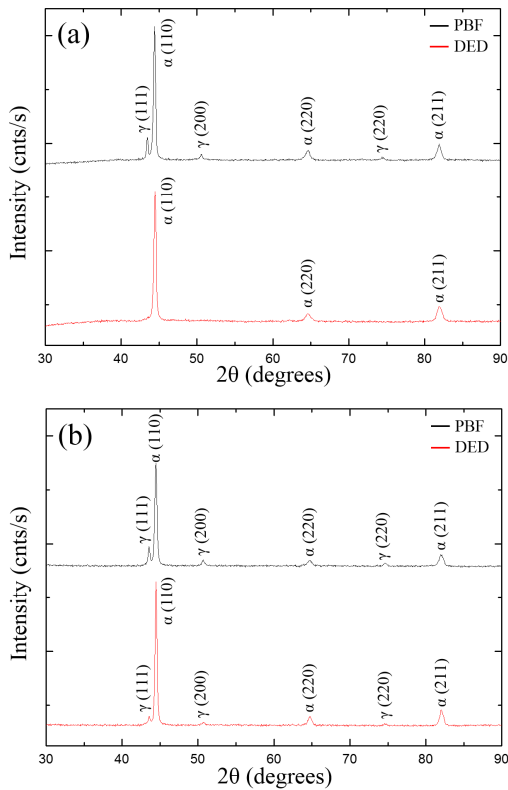 (a)
PBF
DED
Intensity (cnts/s)
γ (111)
α (110)
γ (200)
α (220)
γ (220)
α (211)
α (110)
α (220)
α (211)
30 40 50 60 70 80 90
2θ (degrees)
(b)
PBF
DED
Intensity (cnts/s)
γ (111)
α (110)
γ (200)
α (220)
γ (220)
α (211)
γ (111)
α (110)
γ (200)
α (220)
γ (220)
α (211)
30 40 50 60 70 80 90
2θ (degrees)